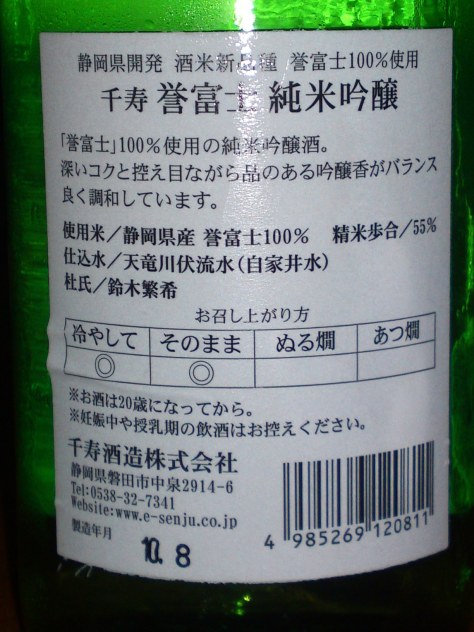 静岡県開発 酒米新品種 誉富士100%使用
千寿 誉富士 純米吟醸
「誉富士」100%使用の純米吟醸酒。
深いコクと控え目ながら品のある吟醸香がバランス
良く調和しています。
使用米／静岡県産 誉富士100% 精米歩合／55%
仕込水／天竜川伏流水（自家井水）
杜氏／鈴木繁希
お召し上がり方
冷やして そのまま ぬる燗 あつ燗
◎ ◎
※お酒は20歳になってから。
※妊娠中や授乳期の飲酒はお控えください。
千寿酒造株式会社
静岡県磐田市中泉2914-6
Tel:0538-32-7341
Website:www.e-senju.co.jp
製造年月
10.8
4 985269 120811